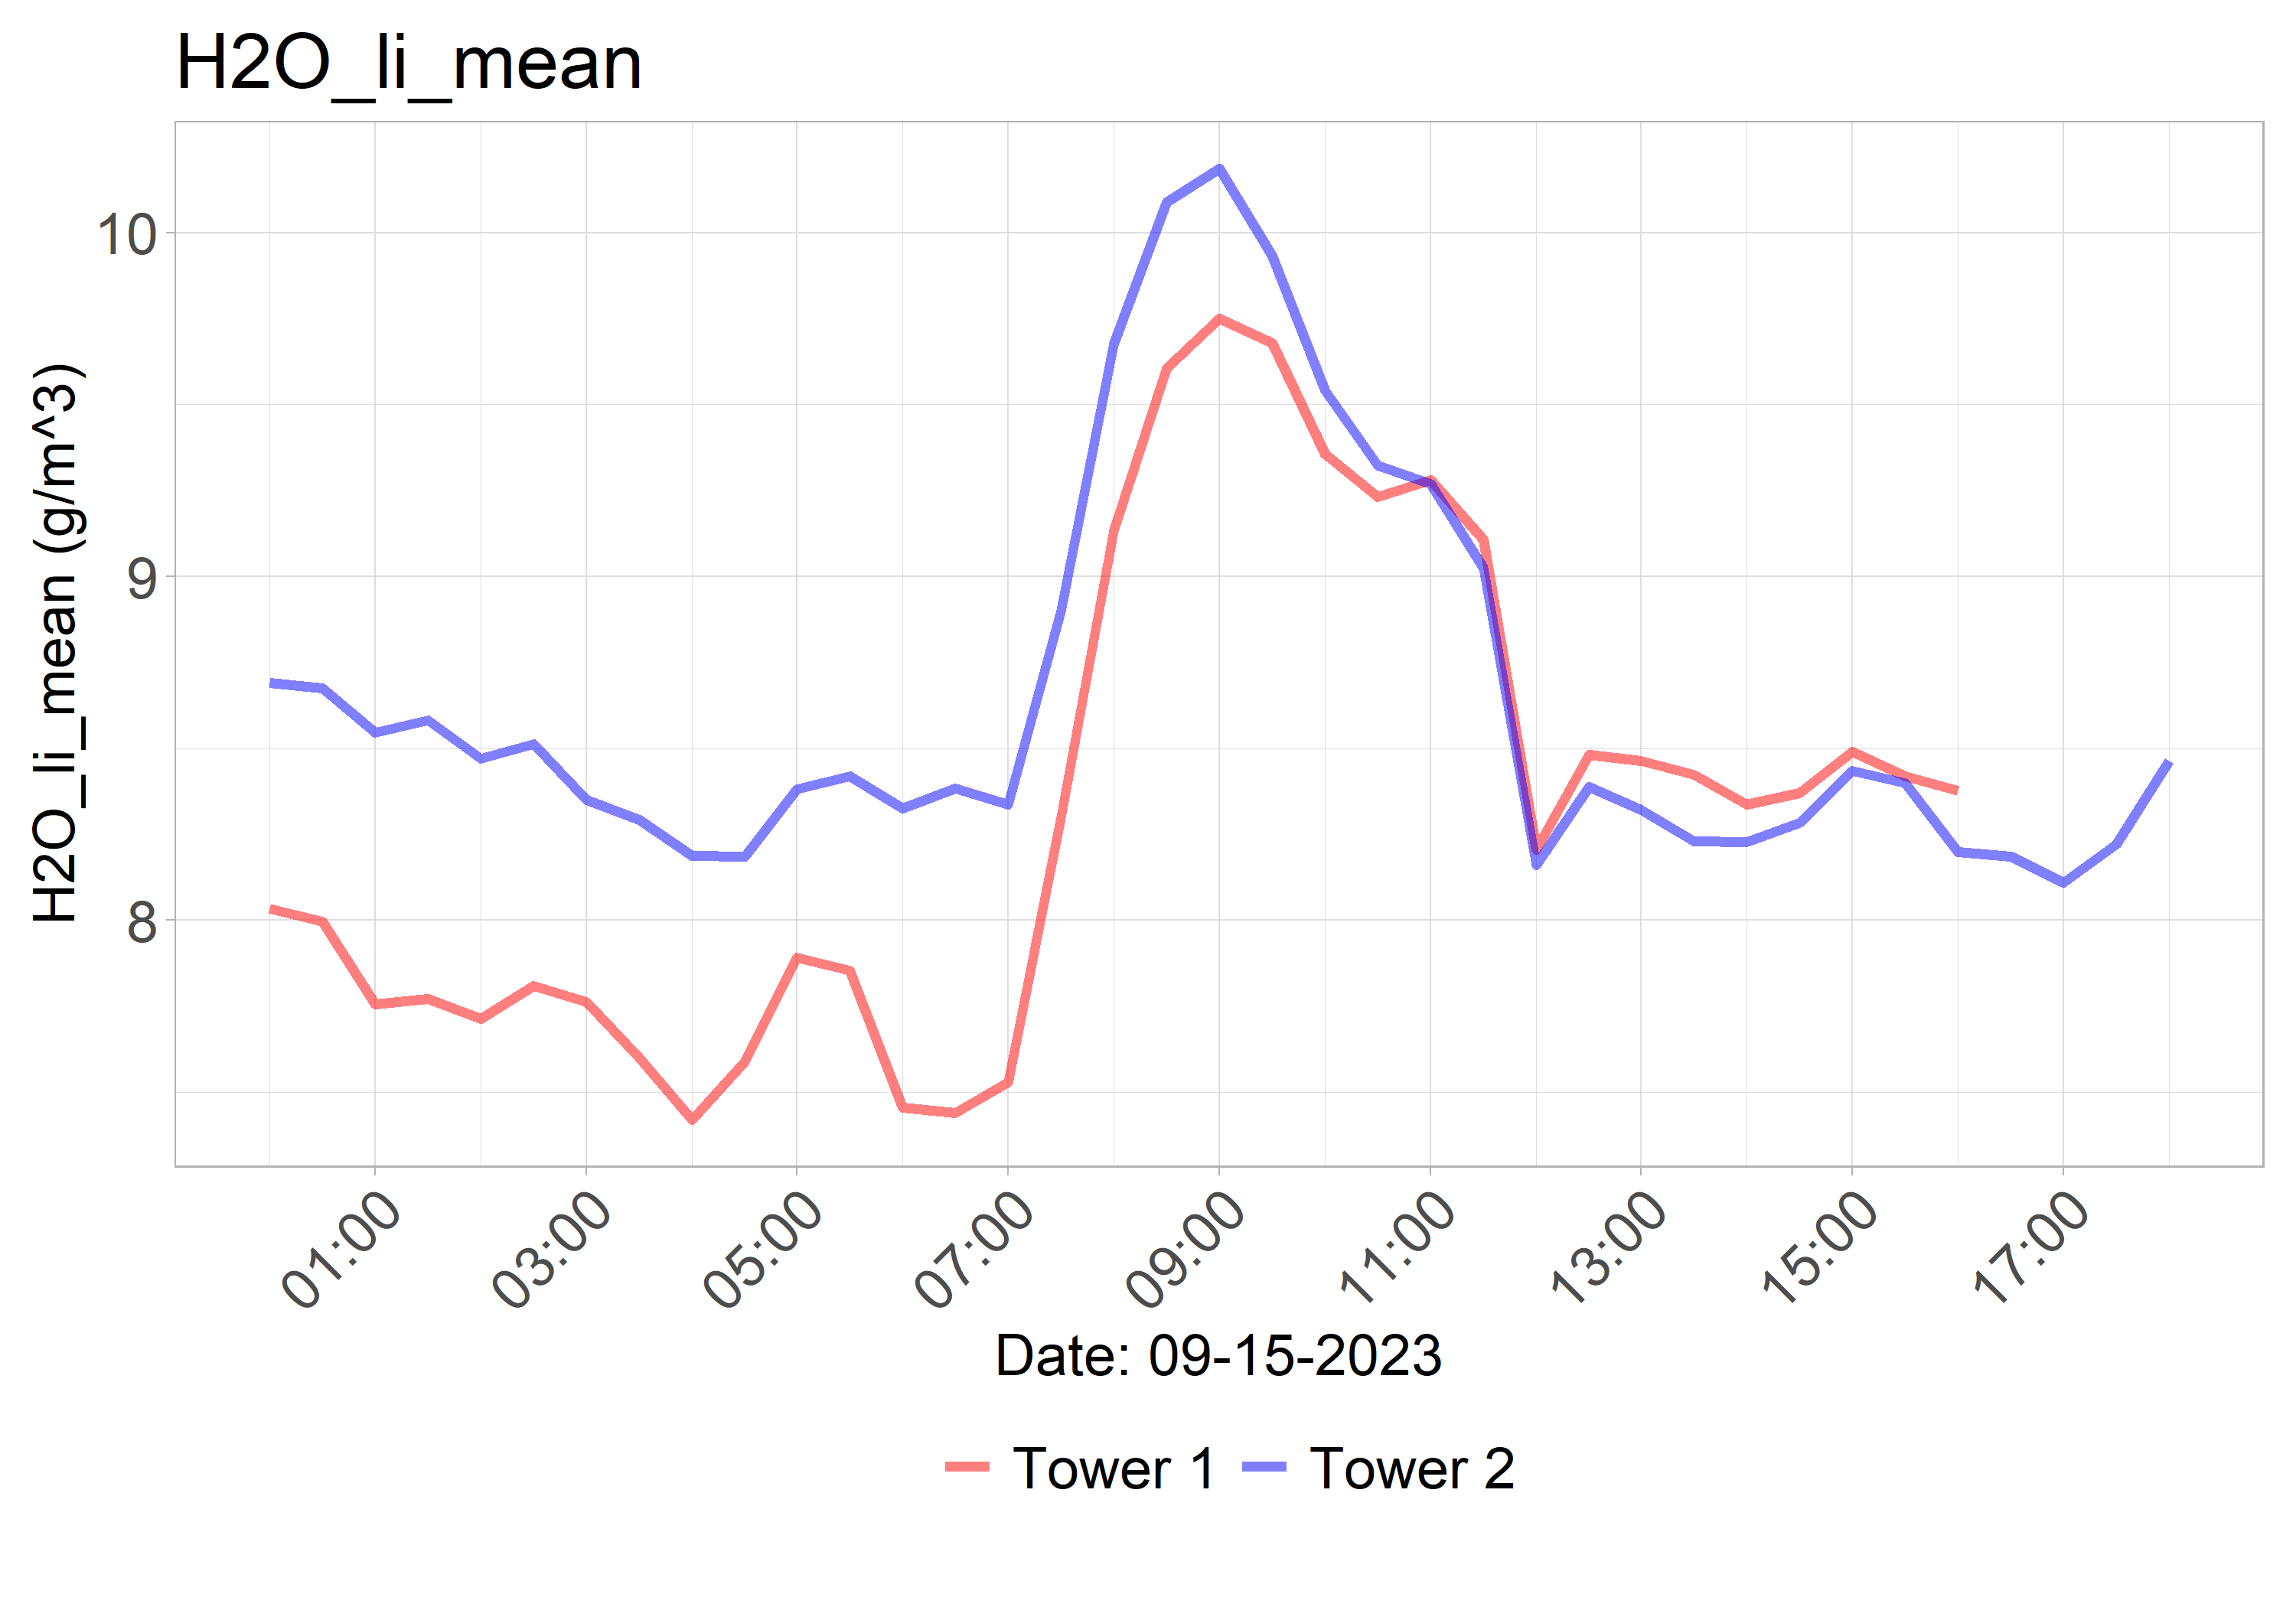 H2O_li_mean
H2O_li_mean (g/m^3)
10
9
8
01:00 03:00 05:00 07:00 09:00 11:00 13:00 15:00 17:00
Date: 09-15-2023
Tower 1 Tower 2